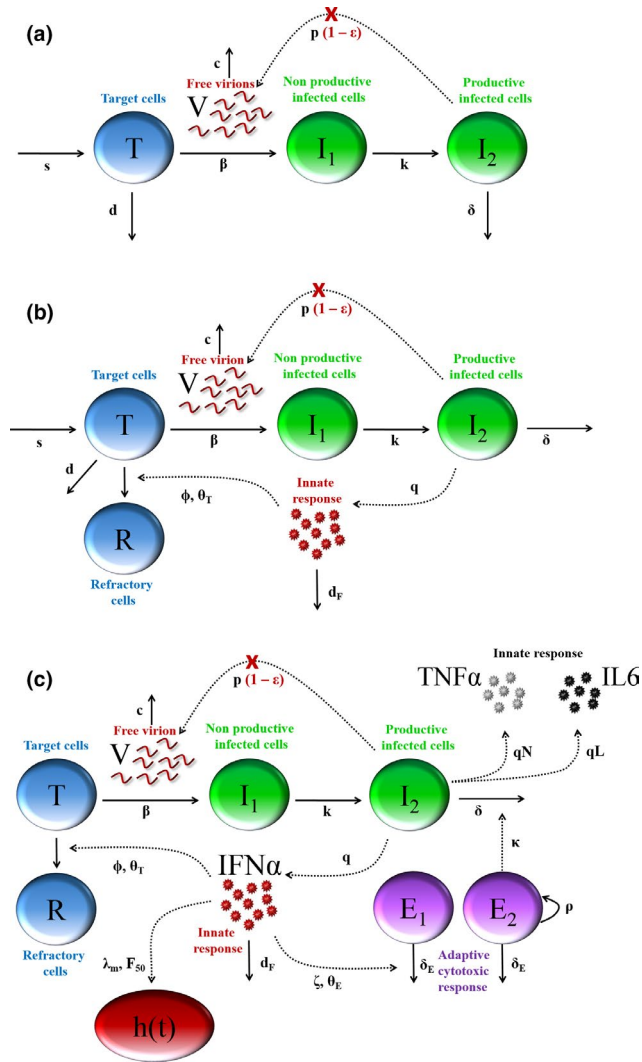 (a)
X
p (1 – ε)
c
Free virions
V
Target cells
Non productive
infected cells
Productive
infected cells
T
I1
I2
s
β
k
d
δ
(b)
X
p (1 – ε)
c
Free virion
V
Target cells
Non productive
infected cells
Productive
infected cells
T
I1
I2
s
β
k
δ
d
ϕ, θT
Innate
response
q
R
Refractory
cells
dF
(c)
X
p (1 – ε)
c
Free virion
V
Innate response
TNFα
IL6
Target cells
Non productive
infected cells
Productive
infected cells
qN
qL
T
I1
I2
β
k
δ
κ
ϕ, θT
IFNα
q
R
E1
E2
ρ
Refractory
cells
Innate
response
λm, F50
dF
ζ, θE
δE
Adaptive
cytotoxic
response
δE
h(t)